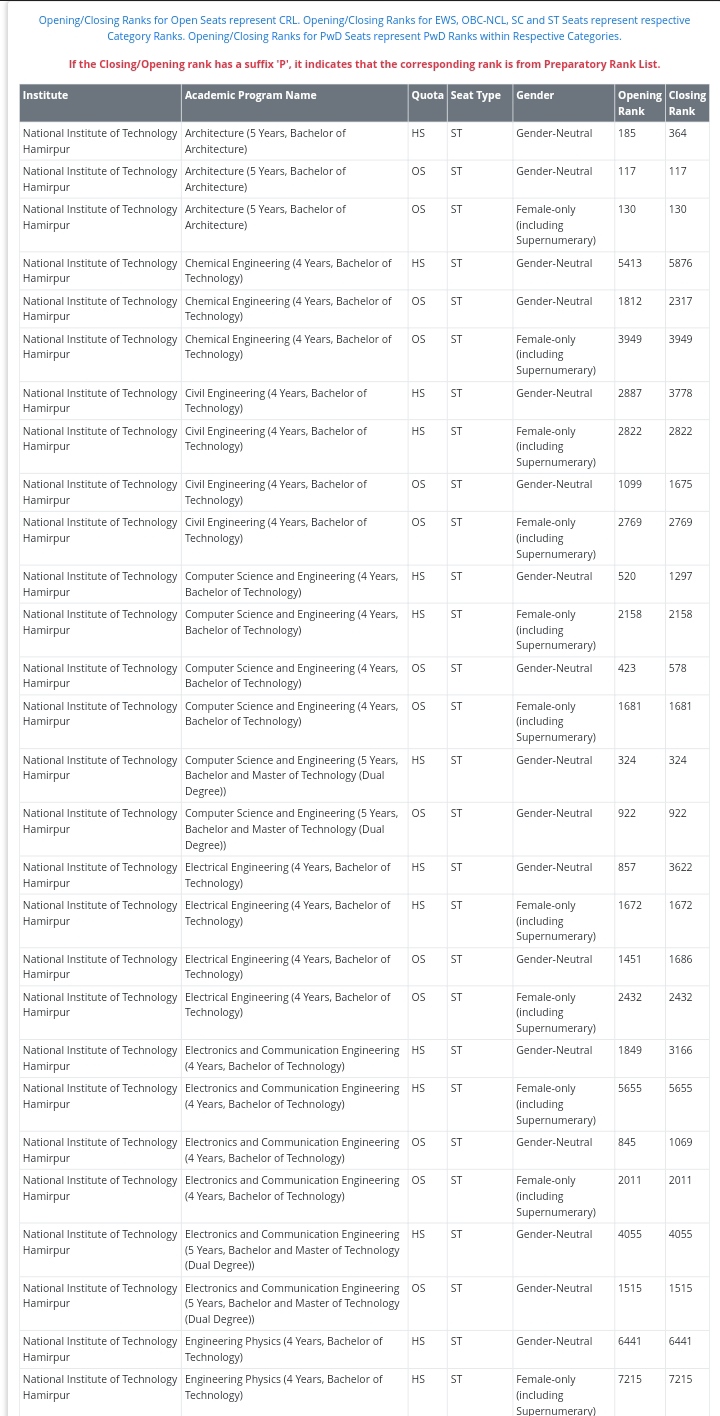 Opening/Closing Ranks for Open Seats represent CRL. Opening/Closing Ranks for EWS, OBC-NCL, SC and ST Seats represent respective
Category Ranks. Opening/Closing Ranks for PwD Seats represent PwD Ranks within Respective Categories.
If the Closing/Opening rank has a suffix 'P', it indicates that the corresponding rank is from Preparatory Rank List.
Institute Academic Program Name Quota Seat Type Gender Opening Closing
Rank Rank
National Institute of Technology Architecture (5 Years, Bachelor of HS ST Gender-Neutral 185 364
Hamirpur Architecture)
National Institute of Technology Architecture (5 Years, Bachelor of OS ST Gender-Neutral 117 117
Hamirpur Architecture)
National Institute of Technology Architecture (5 Years, Bachelor of OS ST Female-only 130 130
Hamirpur Architecture) (including
Supernumerary)
National Institute of Technology Chemical Engineering (4 Years, Bachelor of HS ST Gender-Neutral 5413 5876
Hamirpur Technology)
National Institute of Technology Chemical Engineering (4 Years, Bachelor of OS ST Gender-Neutral 1812 2317
Hamirpur Technology)
National Institute of Technology Chemical Engineering (4 Years, Bachelor of OS ST Female-only 3949 3949
Hamirpur Technology) (including
Supernumerary)
National Institute of Technology Civil Engineering (4 Years, Bachelor of HS ST Gender-Neutral 2887 3778
Hamirpur Technology)
National Institute of Technology Civil Engineering (4 Years, Bachelor of HS ST Female-only 2822 2822
Hamirpur Technology) (including
Supernumerary)
National Institute of Technology Civil Engineering (4 Years, Bachelor of OS ST Gender-Neutral 1099 1675
Hamirpur Technology)
National Institute of Technology Civil Engineering (4 Years, Bachelor of OS ST Female-only 2769 2769
Hamirpur Technology) (including
Supernumerary)
National Institute of Technology Computer Science and Engineering (4 Years, HS ST Gender-Neutral 520 1297
Hamirpur Bachelor of Technology)
National Institute of Technology Computer Science and Engineering (4 Years, HS ST Female-only 2158 2158
Hamirpur Bachelor of Technology) (including
Supernumerary)
National Institute of Technology Computer Science and Engineering (4 Years, OS ST Gender-Neutral 423 578
Hamirpur Bachelor of Technology)
National Institute of Technology Computer Science and Engineering (4 Years, OS ST Female-only 1681 1681
Hamirpur Bachelor of Technology) (including
Supernumerary)
National Institute of Technology Computer Science and Engineering (5 Years, HS ST Gender-Neutral 324 324
Hamirpur Bachelor and Master of Technology (Dual
Degree))
National Institute of Technology Computer Science and Engineering (5 Years, OS ST Gender-Neutral 922 922
Hamirpur Bachelor and Master of Technology (Dual
Degree))
National Institute of Technology Electrical Engineering (4 Years, Bachelor of HS ST Gender-Neutral 857 3622
Hamirpur Technology)
National Institute of Technology Electrical Engineering (4 Years, Bachelor of HS ST Female-only 1672 1672
Hamirpur Technology) (including
Supernumerary)
National Institute of Technology Electrical Engineering (4 Years, Bachelor of OS ST Gender-Neutral 1451 1686
Hamirpur Technology)
National Institute of Technology Electrical Engineering (4 Years, Bachelor of OS ST Female-only 2432 2432
Hamirpur Technology) (including
Supernumerary)
National Institute of Technology Electronics and Communication Engineering HS ST Gender-Neutral 1849 3166
Hamirpur (4 Years, Bachelor of Technology)
National Institute of Technology Electronics and Communication Engineering HS ST Female-only 5655 5655
Hamirpur (4 Years, Bachelor of Technology) (including
Supernumerary)
National Institute of Technology Electronics and Communication Engineering OS ST Gender-Neutral 845 1069
Hamirpur (4 Years, Bachelor of Technology)
National Institute of Technology Electronics and Communication Engineering OS ST Female-only 2011 2011
Hamirpur (4 Years, Bachelor of Technology) (including
Supernumerary)
National Institute of Technology Electronics and Communication Engineering HS ST Gender-Neutral 4055 4055
Hamirpur (5 Years, Bachelor and Master of Technology
(Dual Degree))
National Institute of Technology Electronics and Communication Engineering OS ST Gender-Neutral 1515 1515
Hamirpur (5 Years, Bachelor and Master of Technology
(Dual Degree))
National Institute of Technology Engineering Physics (4 Years, Bachelor of HS ST Gender-Neutral 6441 6441
Hamirpur Technology)
National Institute of Technology Engineering Physics (4 Years, Bachelor of HS ST Female-only 7215 7215
Hamirpur Technology) (including
Supernumerary)